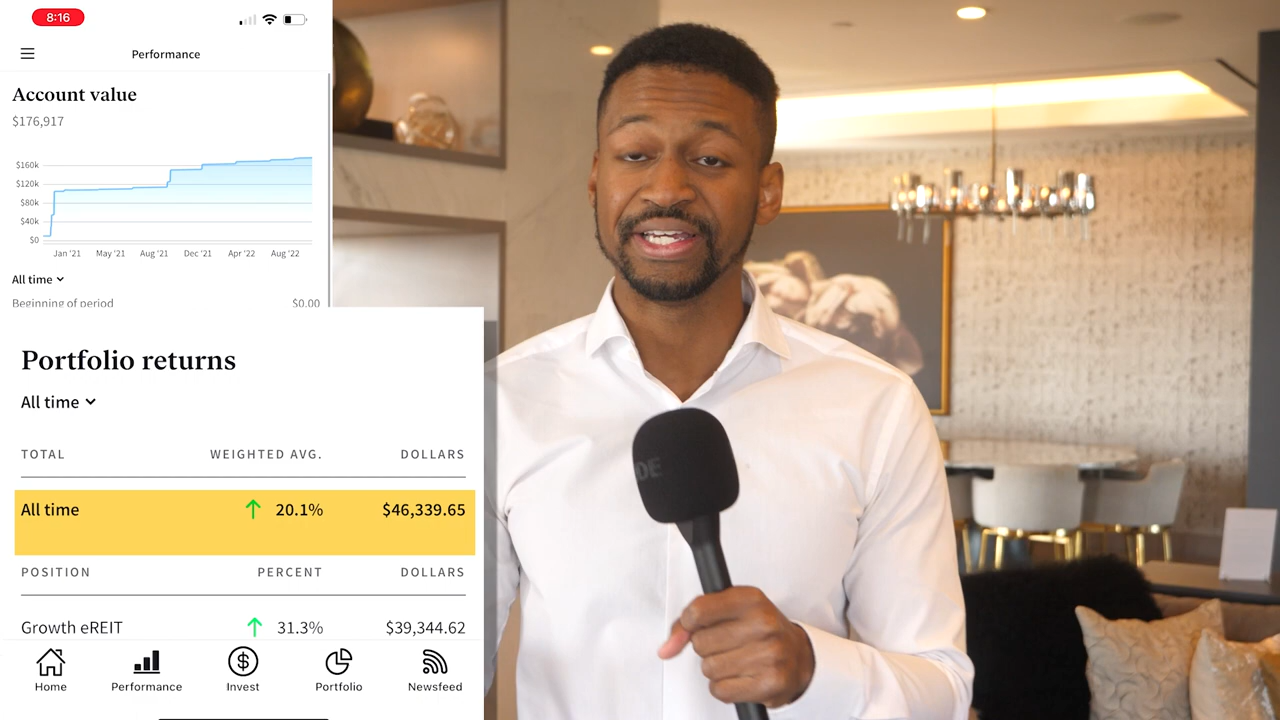 8:16
Performance
Account value
$176,917
$160k
$120k
$80k
$40k
$0
Jan '21 May '21 Aug '21 Dec '21 Apr '22 Aug '22
All time
Beginning of period $0.00
Portfolio returns
All time
TOTAL WEIGHTED AVG. DOLLARS
All time 20.1% $46,339.65
POSITION PERCENT DOLLARS
Growth eREIT 31.3% $39,344.62
Home Performance Invest Portfolio Newsfeed